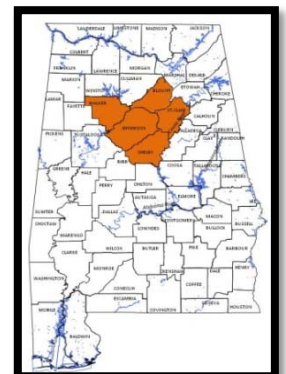 LAUDERDALE
LIMESTONE
MADISON
JACKSON
COLBERT
FRANKLIN
LAWRENCE
MORGAN
MARSHALL
DEKALB
MARION
WINSTON
CULLMAN
BLOUNT
ETOWAH
CHEROKEE
LAMAR
FAYETTE
WALKER
JEFFERSON
ST CLAIR
CALHOUN
CLEBURNE
PICKENS
TUSCALOOSA
SHELBY
TALLADEGA
CLAY
RANDOLPH
BIBB
COOSA
CHAMBERS
GREENE
HALE
PERRY
CHILTON
ELMORE
SUMTER
AUTAUGA
MACON
DALLAS
LOWNDES
MONTGOMERY
RUSSELL
BULLOCK
MARENGO
CHOCTAW
WILCOX
BUTLER
PIKE
BARBOUR
CLARKE
MONROE
CRENSHAW
HENRY
WASHINGTON
CONECUH
COFFEE
DALE
ESCAMBIA
COVINGTON
GENEVA
HOUSTON
MOBILE
BALDWIN